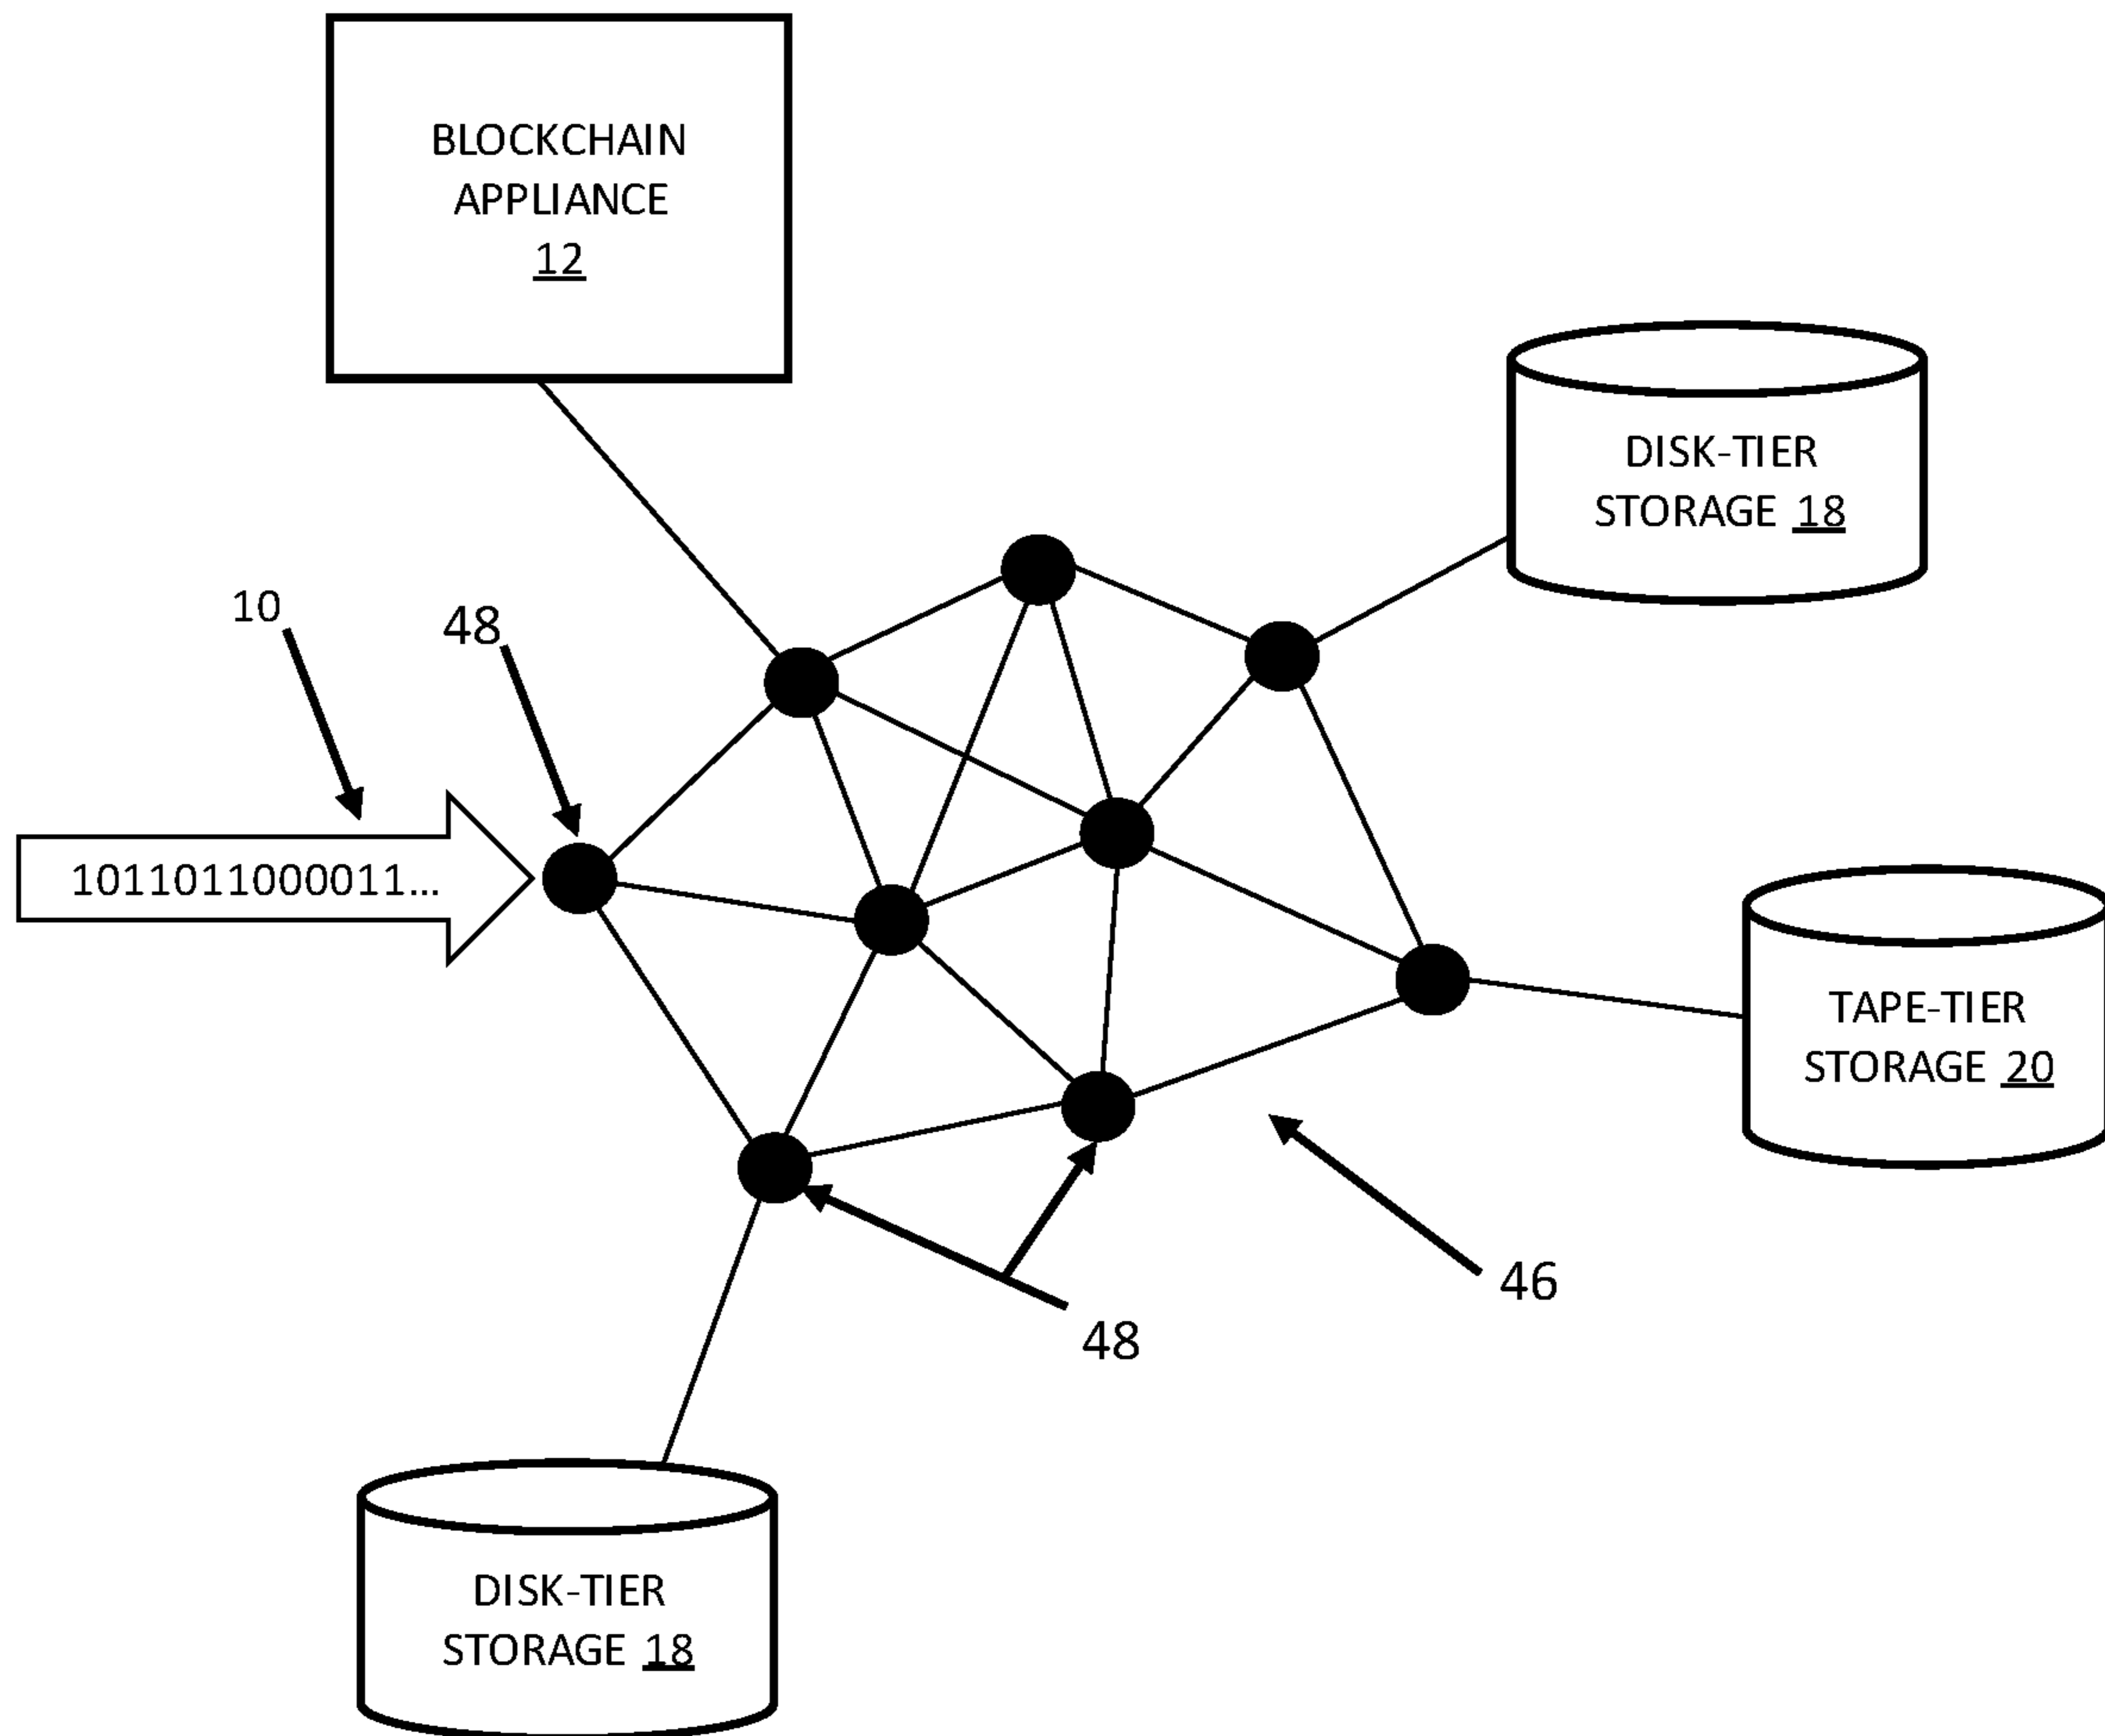 BLOCKCHAIN
APPLIANCE
12
DISK-TIER
STORAGE 18
10
48
1011011000011...
TAPE-TIER
STORAGE 20
46
48
DISK-TIER
STORAGE 18